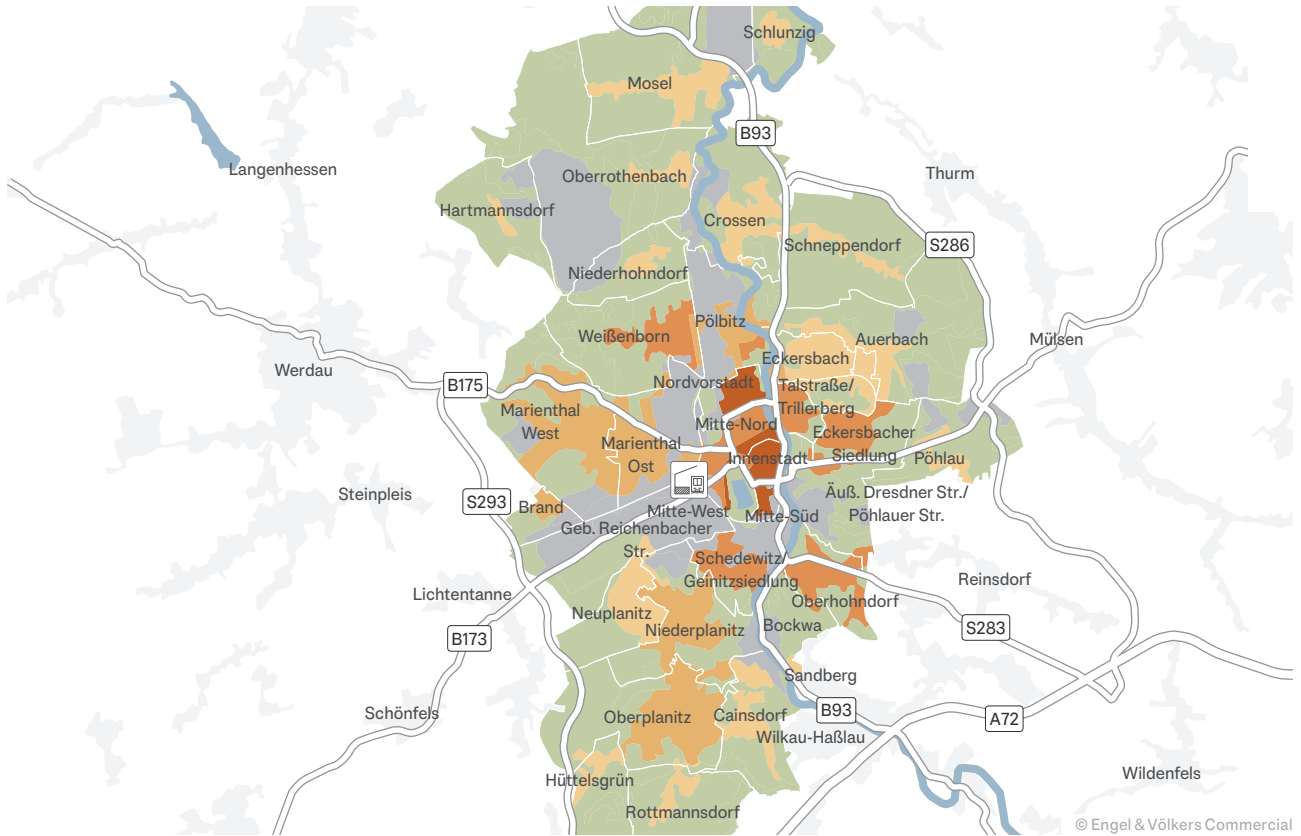 Schlunzig
Mosel
B93
Langenhessen
Oberrothenbach
Thurm
Hartmannsdorf
Crossen
Schneppendorf
S286
Niederhohndorf
Pölbitz
Weißenborn
Auerbach
Mülsen
Eckersbach
Werdau
B175
Nordvorstadt
Talstraße/
Trillerberg
Marienthal
West
Mitte-Nord
Eckersbacher
Siedlung
Marienthal
Ost
Innenstadt
Pöhlau
Steinpleis
S293
Brand
Mitte-West
Mitte-Süd
Äuß. Dresdner Str./
Pöhlauer Str.
Geb. Reichenbacher
Str.
Schedewitz/
Geinitzsiedlung
Reinsdorf
Lichtentanne
Oberhohndorf
Neuplanitz
Niederplanitz
Bockwa
S283
B173
Sandberg
Schönfels
Oberplanitz
Cainsdorf
B93
A72
Wilkau-Haßlau
Hüttelsgrün
Wildenfels
Rottmannsdorf
© Engel & Völkers Commercial